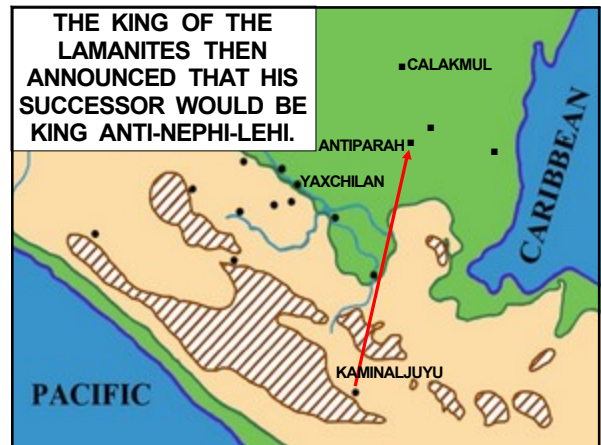 THE KING OF THE
LAMANITES THEN
ANNOUNCED THAT HIS
SUCCESSOR WOULD BE
KING ANTI-NEPHI-LEHI.
CALAKMUL
ANTIPARAH
YAXCHILAN
CARIBBEAN
KAMINALJUYU
PACIFIC